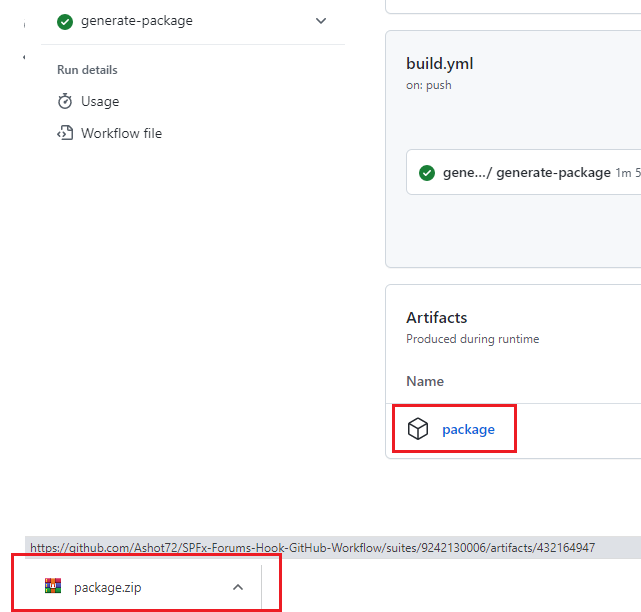 generate-package
Run details
Usage
Workflow file
build.yml
on: push
gene.../ generate-package 1m 5
Artifacts
Produced during runtime
Name
package
https://github.com/Ashot72/SPFx-Forums-Hook-GitHub-Workflow/suites/9242130006/artifacts/432164947
package.zip